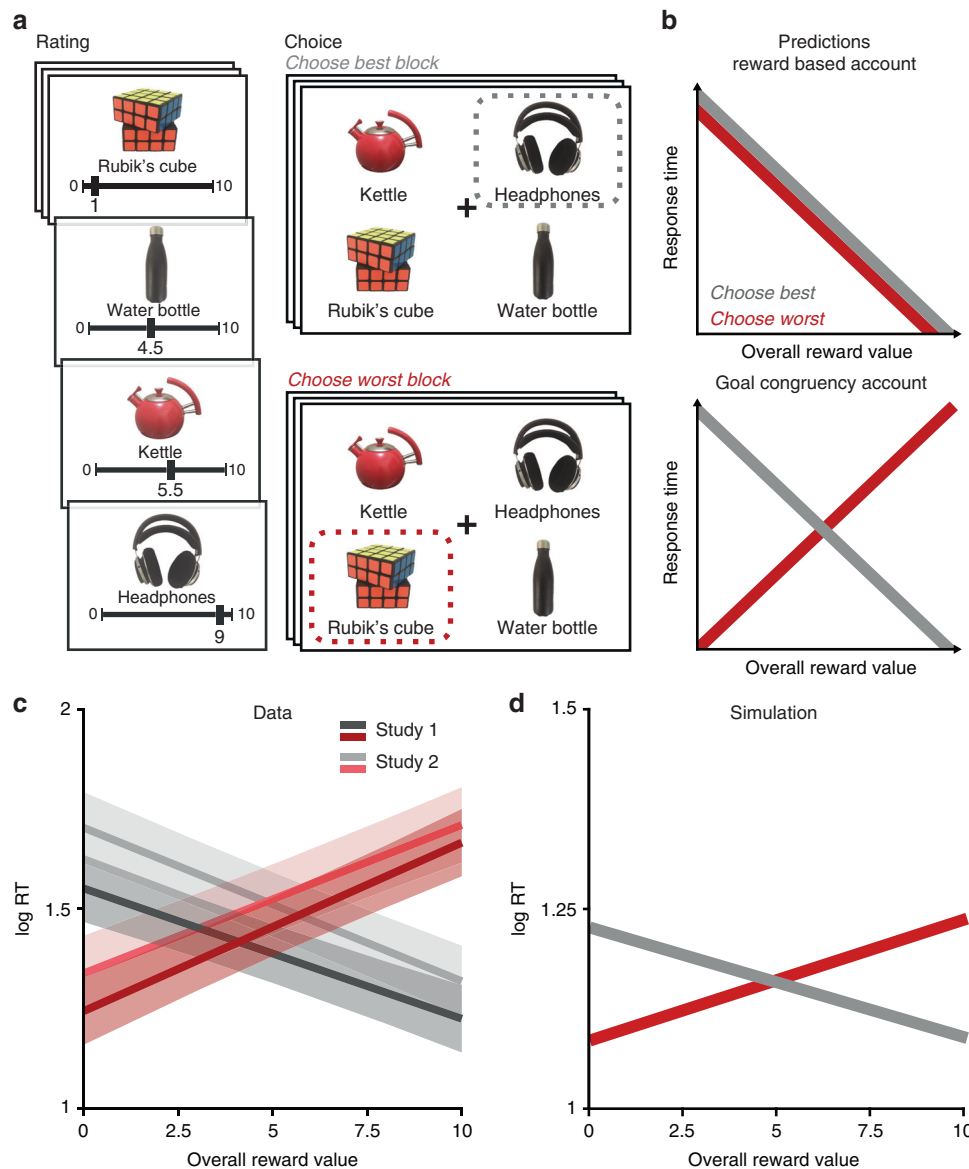 a
Rating
Rubik's cube
0
10
1
Water bottle
0
10
4.5
Kettle
0
10
5.5
Headphones
0
10
9
Choice
Choose best block
Kettle
Headphones
+
Rubik's cube
Water bottle
Choose worst block
Kettle
Headphones
+
Rubik's cube
Water bottle
b
Predictions
reward based account
Response time
Choose best
Choose worst
Overall reward value
Goal congruency account
Response time
Overall reward value
c
Data
Study 1
Study 2
log RT
2
1.5
1
0
2.5
5
7.5
10
Overall reward value
d
Simulation
log RT
1.5
1.25
1
0
2.5
5
7.5
10
Overall reward value